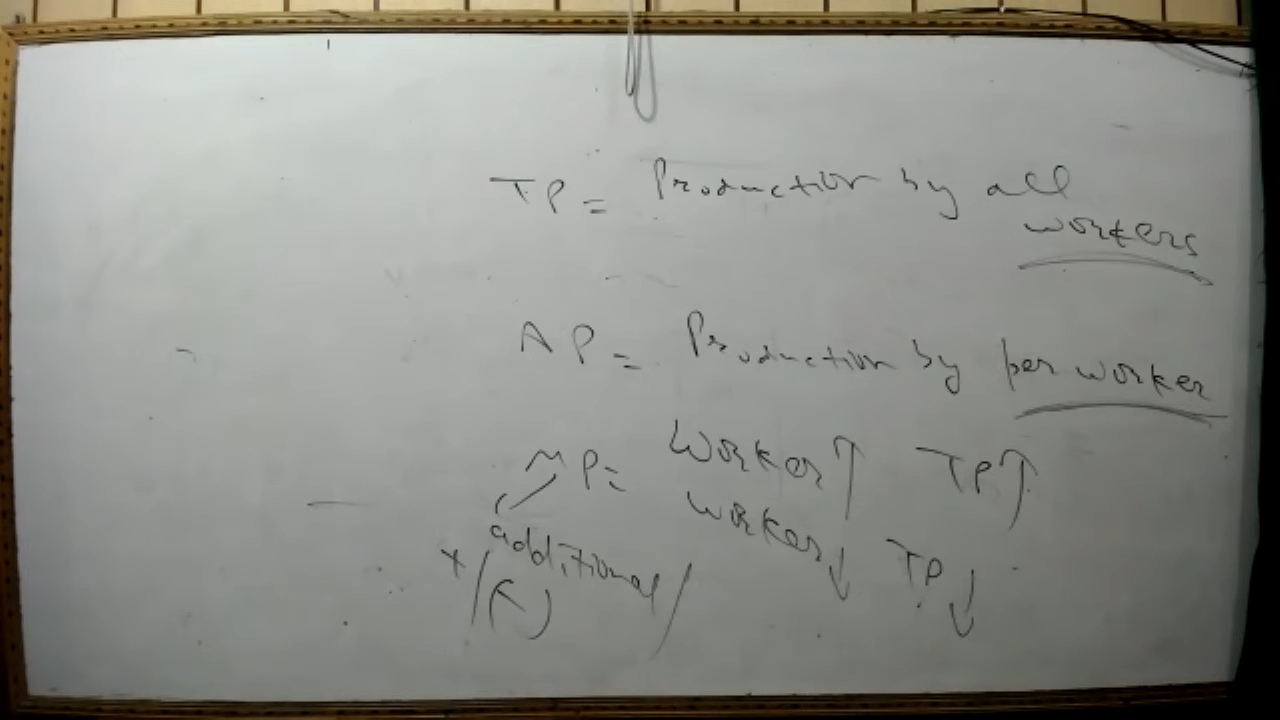 TP = Production by all
workers
AP = Production by per worker
MP = Worker↑ TP↑
worker↓ TP↓
additional
+/(-)